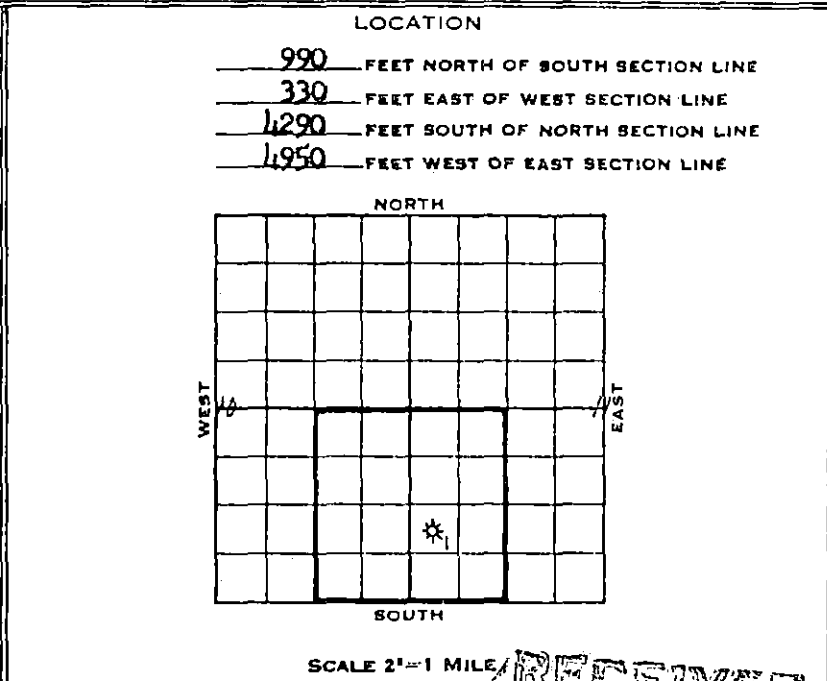 LOCATION
990 FEET NORTH OF SOUTH SECTION LINE
330 FEET EAST OF WEST SECTION LINE
4290 FEET SOUTH OF NORTH SECTION LINE
4950 FEET WEST OF EAST SECTION LINE
NORTH
WEST
EAST
1
SOUTH
SCALE 2"=1 MILE
RECEIVED